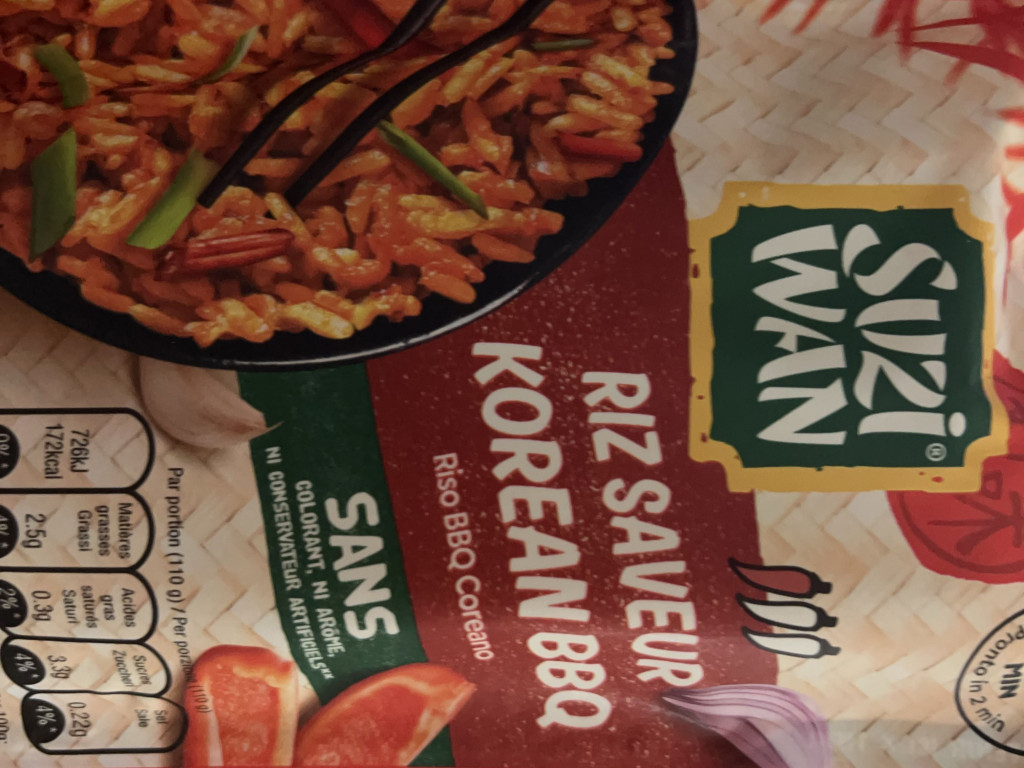 SUZI
WAN®
MIN
Pronto in 2 min
RIZ SAVEUR
KOREAN BBQ
Riso BBQ Coreano
SANS
COLORANT, NI ARÔME,
NI CONSERVATEUR ARTIFICIELS**
Par portion (110 g) / Per porzione (110 g)
726kJ
172kcal
Matières
grasses
Grassi
2.5g
Acides
gras
saturés
Saturi
0.3g
2%*
Sucres
Zuccheri
3.3g
4%*
Sel
Sale
0.22g
4%*